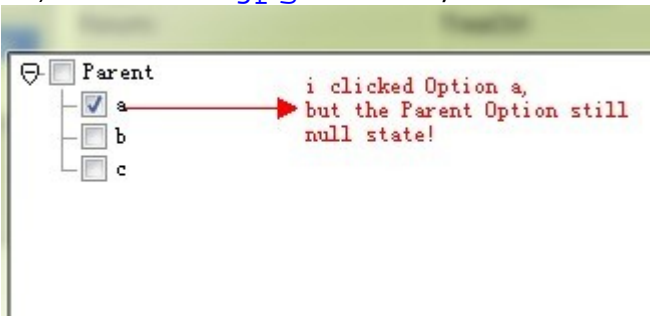 Parent
a
i clicked Option a,
but the Parent Option still
null state!
b
c